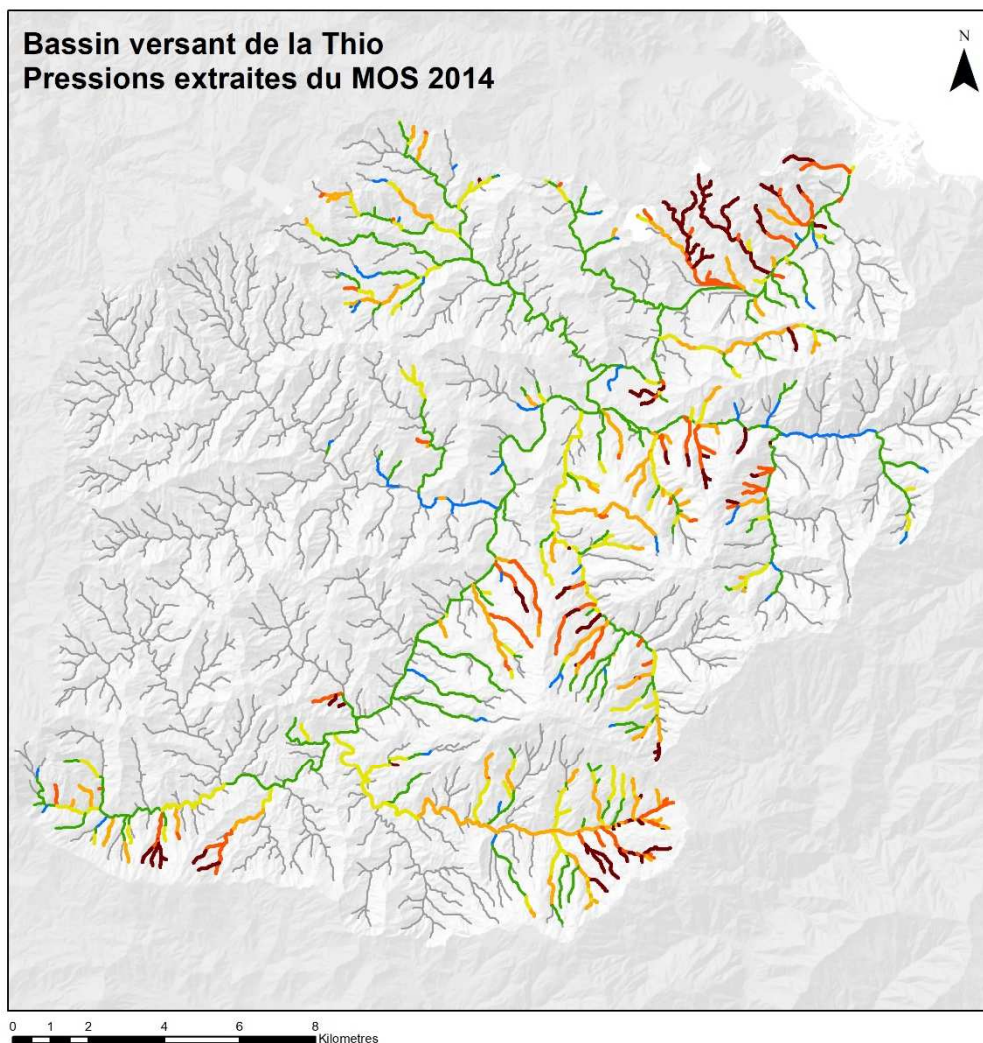 Bassin versant de la Thio
Pressions extraites du MOS 2014
N
0 1 2 4 6 8
Kilometres